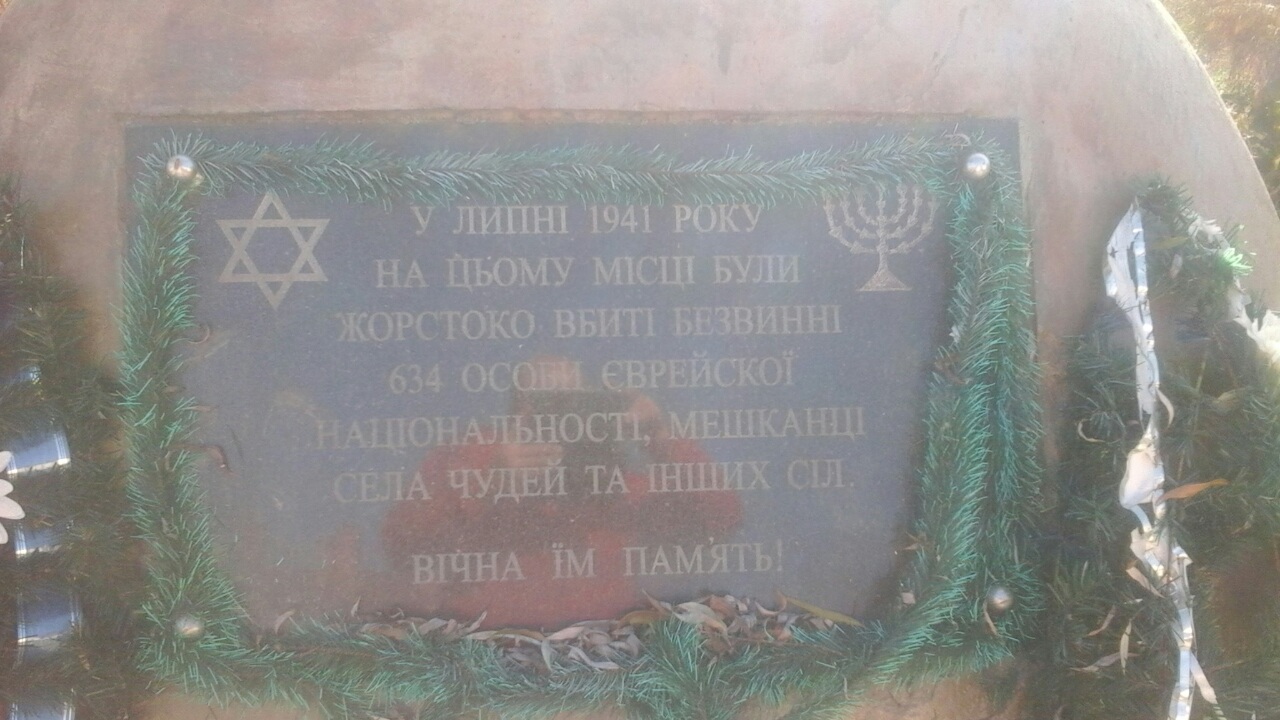 У ЛИПНІ 1941 РОКУ
НА ЦЬОМУ МІСЦІ БУЛИ
ЖОРСТОКО ВБИТІ БЕЗВИННІ
634 ОСОБИ ЄВРЕЙСКОЇ
НАЦІОНАЛЬНОСТІ, МЕШКАНЦІ
СЕЛА ЧУДЕЙ ТА ІНШИХ СІЛ.
ВІЧНА ЇМ ПАМ'ЯТЬ!